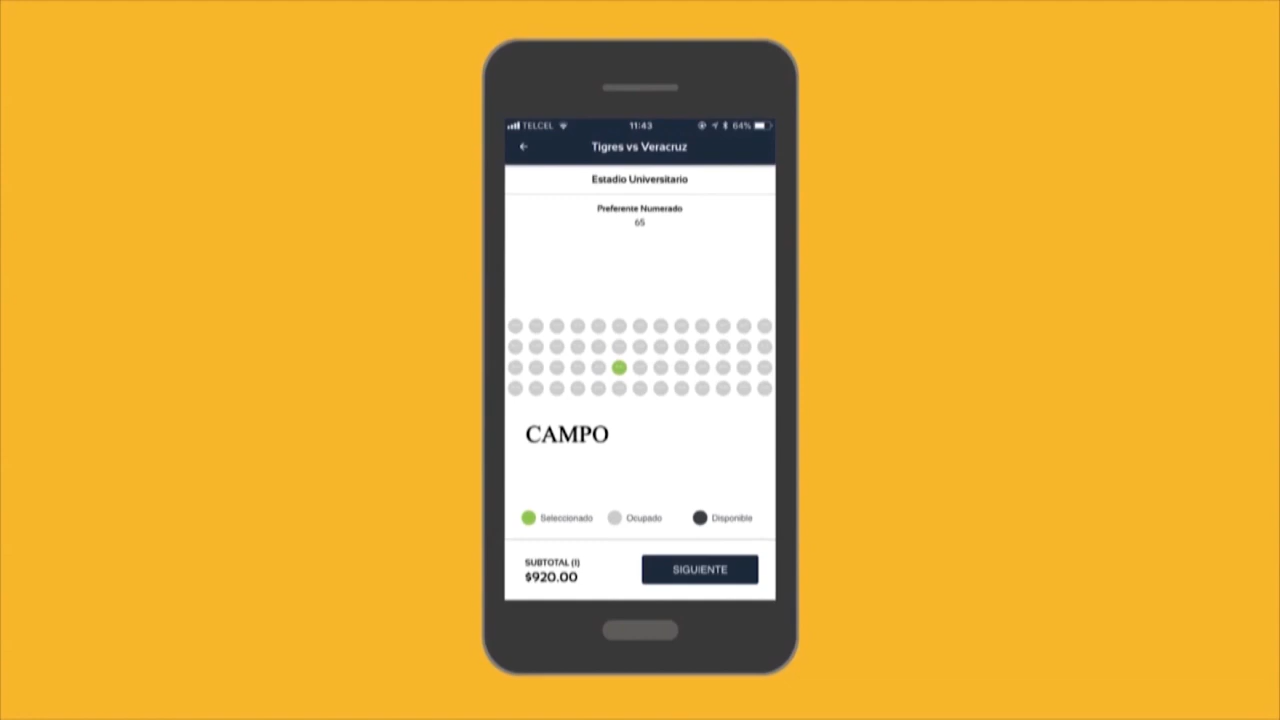 TELCEL 11:43 64%
Tigres vs Veracruz
Estadio Universitario
Preferente Numerado
65
CAMPO
Seleccionado Ocupado Disponible
SUBTOTAL (1)
$920.00
SIGUIENTE